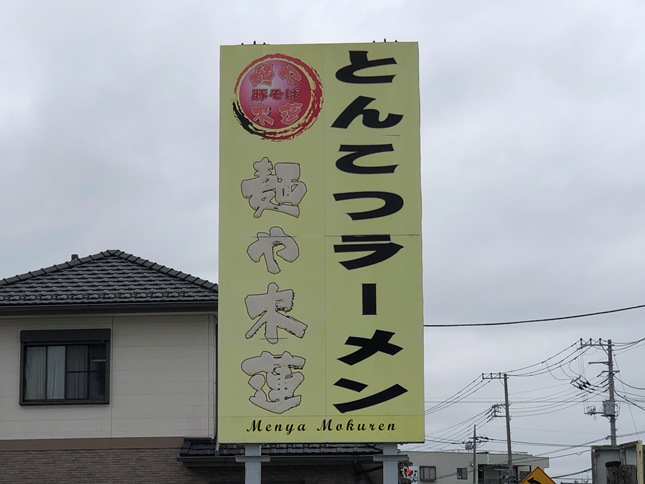 とんこつラーメン
麺や
豚そば
木蓮
麺や木蓮
Menya Mokuren